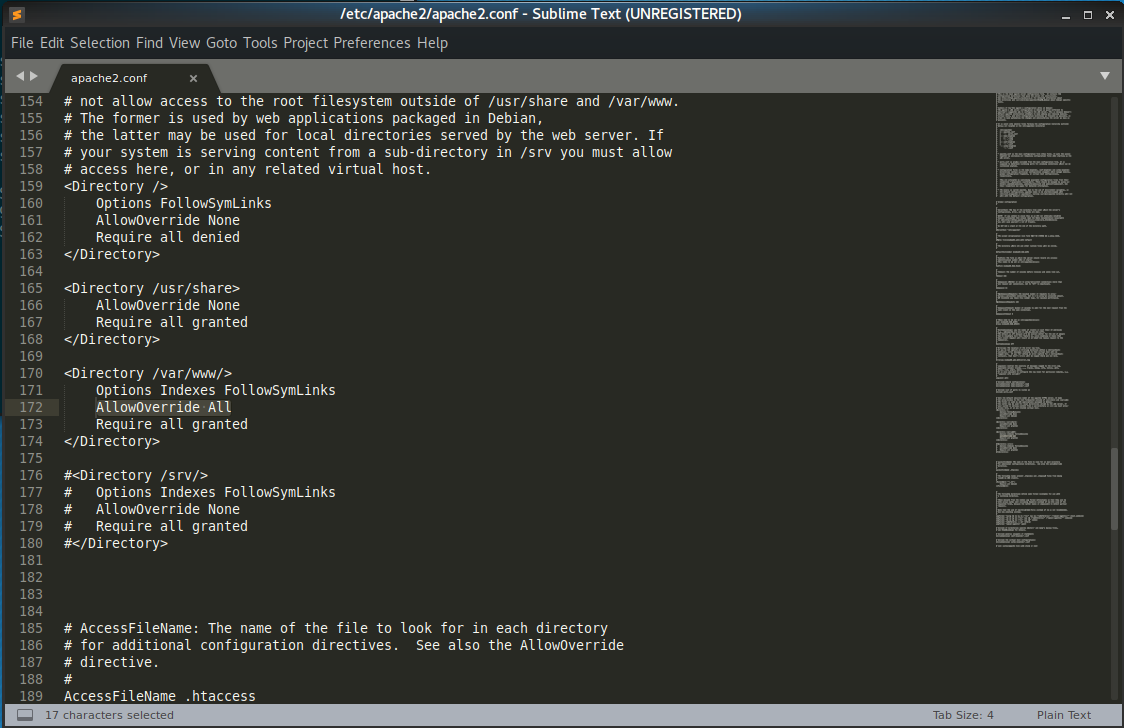 /etc/apache2/apache2.conf - Sublime Text (UNREGISTERED)
File Edit Selection Find View Goto Tools Project Preferences Help
apache2.conf
154 # not allow access to the root filesystem outside of /usr/share and /var/www.
155 # The former is used by web applications packaged in Debian,
156 # the latter may be used for local directories served by the web server. If
157 # your system is serving content from a sub-directory in /srv you must allow
158 # access here, or in any related virtual host.
159 <Directory />
160     Options FollowSymLinks
161     AllowOverride None
162     Require all denied
163 </Directory>
164
165 <Directory /usr/share>
166     AllowOverride None
167     Require all granted
168 </Directory>
169
170 <Directory /var/www/>
171     Options Indexes FollowSymLinks
172     AllowOverride All
173     Require all granted
174 </Directory>
175
176 #<Directory /srv/>
177 #   Options Indexes FollowSymLinks
178 #   AllowOverride None
179 #   Require all granted
180 #</Directory>
181
182
183
184
185 # AccessFileName: The name of the file to look for in each directory
186 # for additional configuration directives.  See also the AllowOverride
187 # directive.
188 #
189 AccessFileName .htaccess
17 characters selected
Tab Size: 4
Plain Text